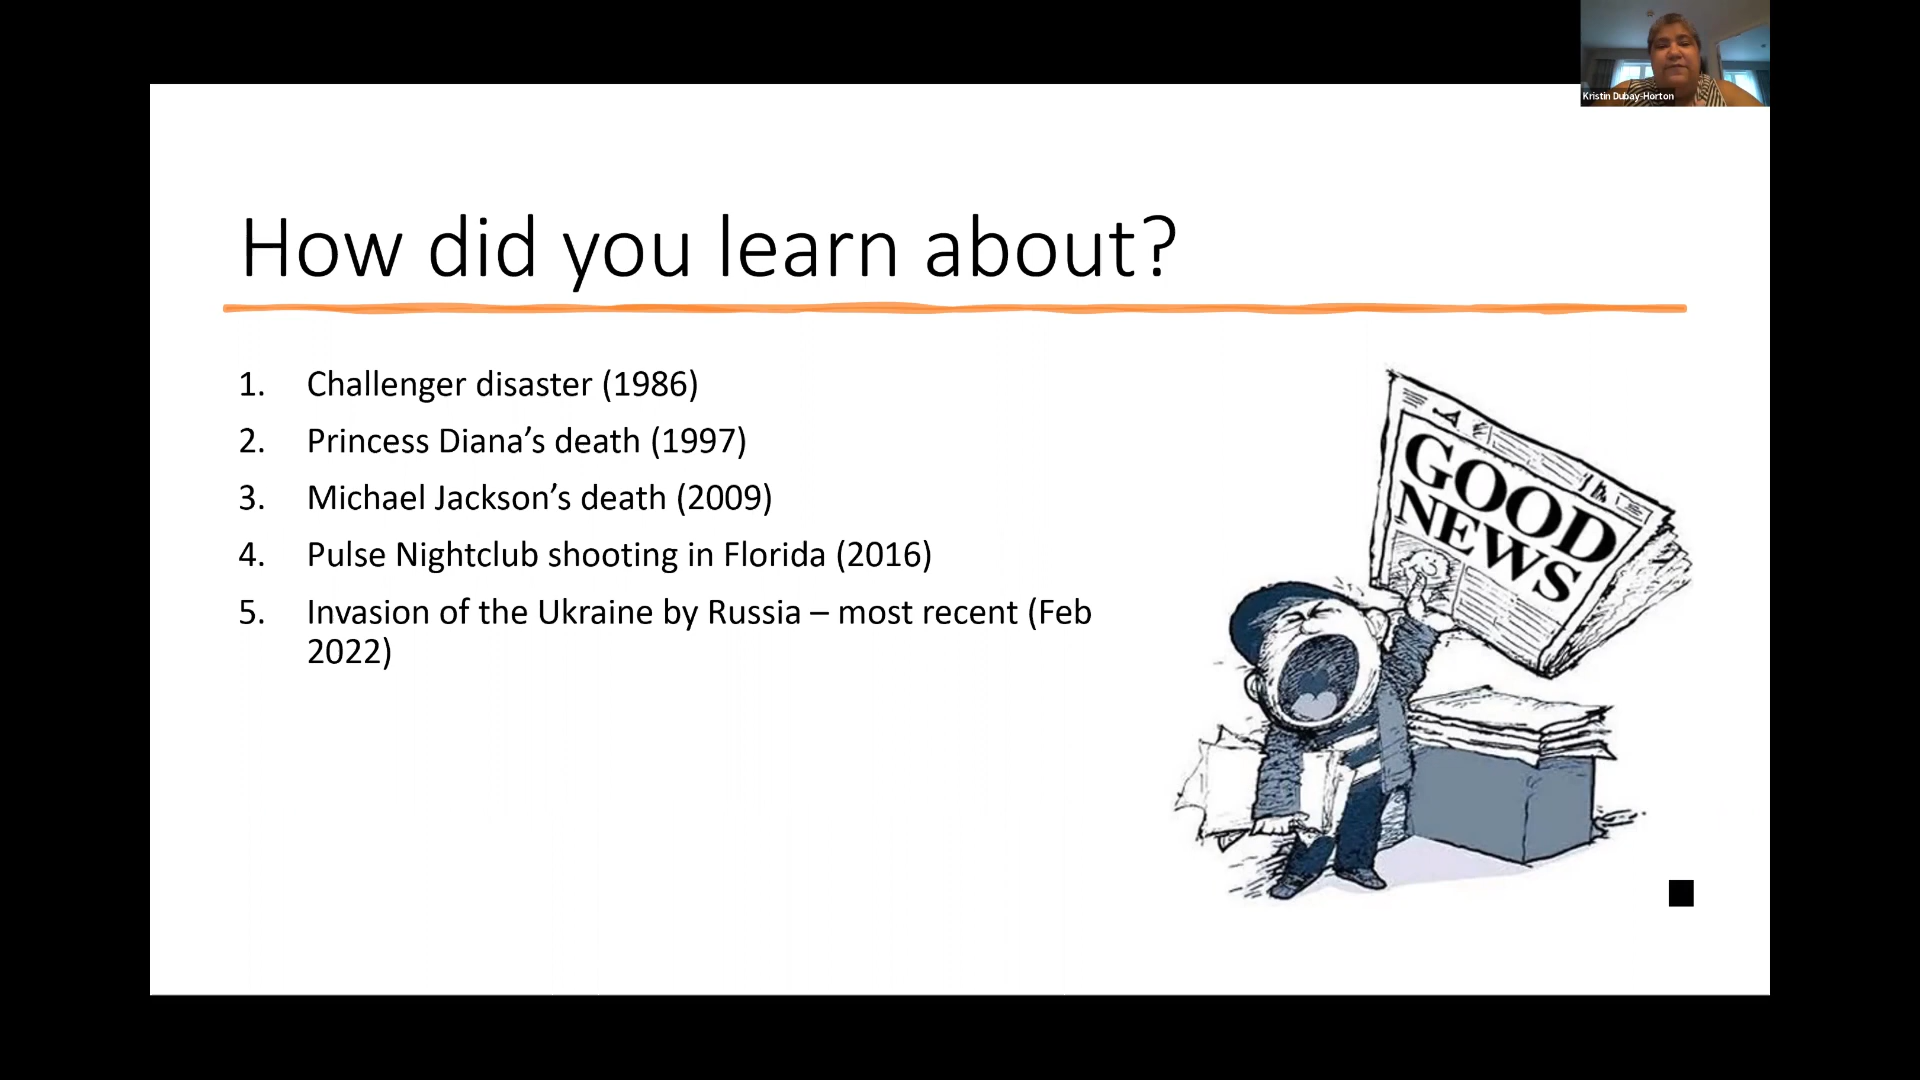 Kristin Dubay-Horton
How did you learn about?
1. Challenger disaster (1986)
2. Princess Diana’s death (1997)
3. Michael Jackson’s death (2009)
4. Pulse Nightclub shooting in Florida (2016)
5. Invasion of the Ukraine by Russia – most recent (Feb
2022)
GOOD
NEWS